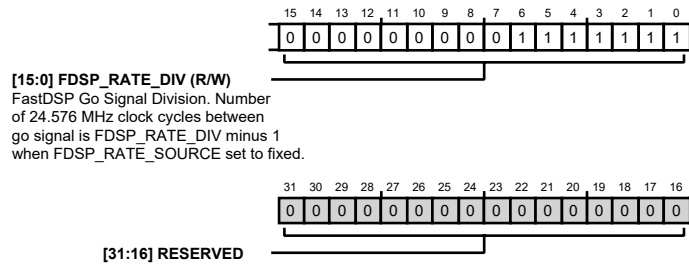 15 14 13 12 11 10 9 8 7 6 5 4 3 2 1 0
0 0 0 0 0 0 0 0 0 1 1 1 1 1 1 1
[15:0] FDSP_RATE_DIV (R/W)
FastDSP Go Signal Division. Number
of 24.576 MHz clock cycles between
go signal is FDSP_RATE_DIV minus 1
when FDSP_RATE_SOURCE set to fixed.
31 30 29 28 27 26 25 24 23 22 21 20 19 18 17 16
0 0 0 0 0 0 0 0 0 0 0 0 0 0 0 0
[31:16] RESERVED